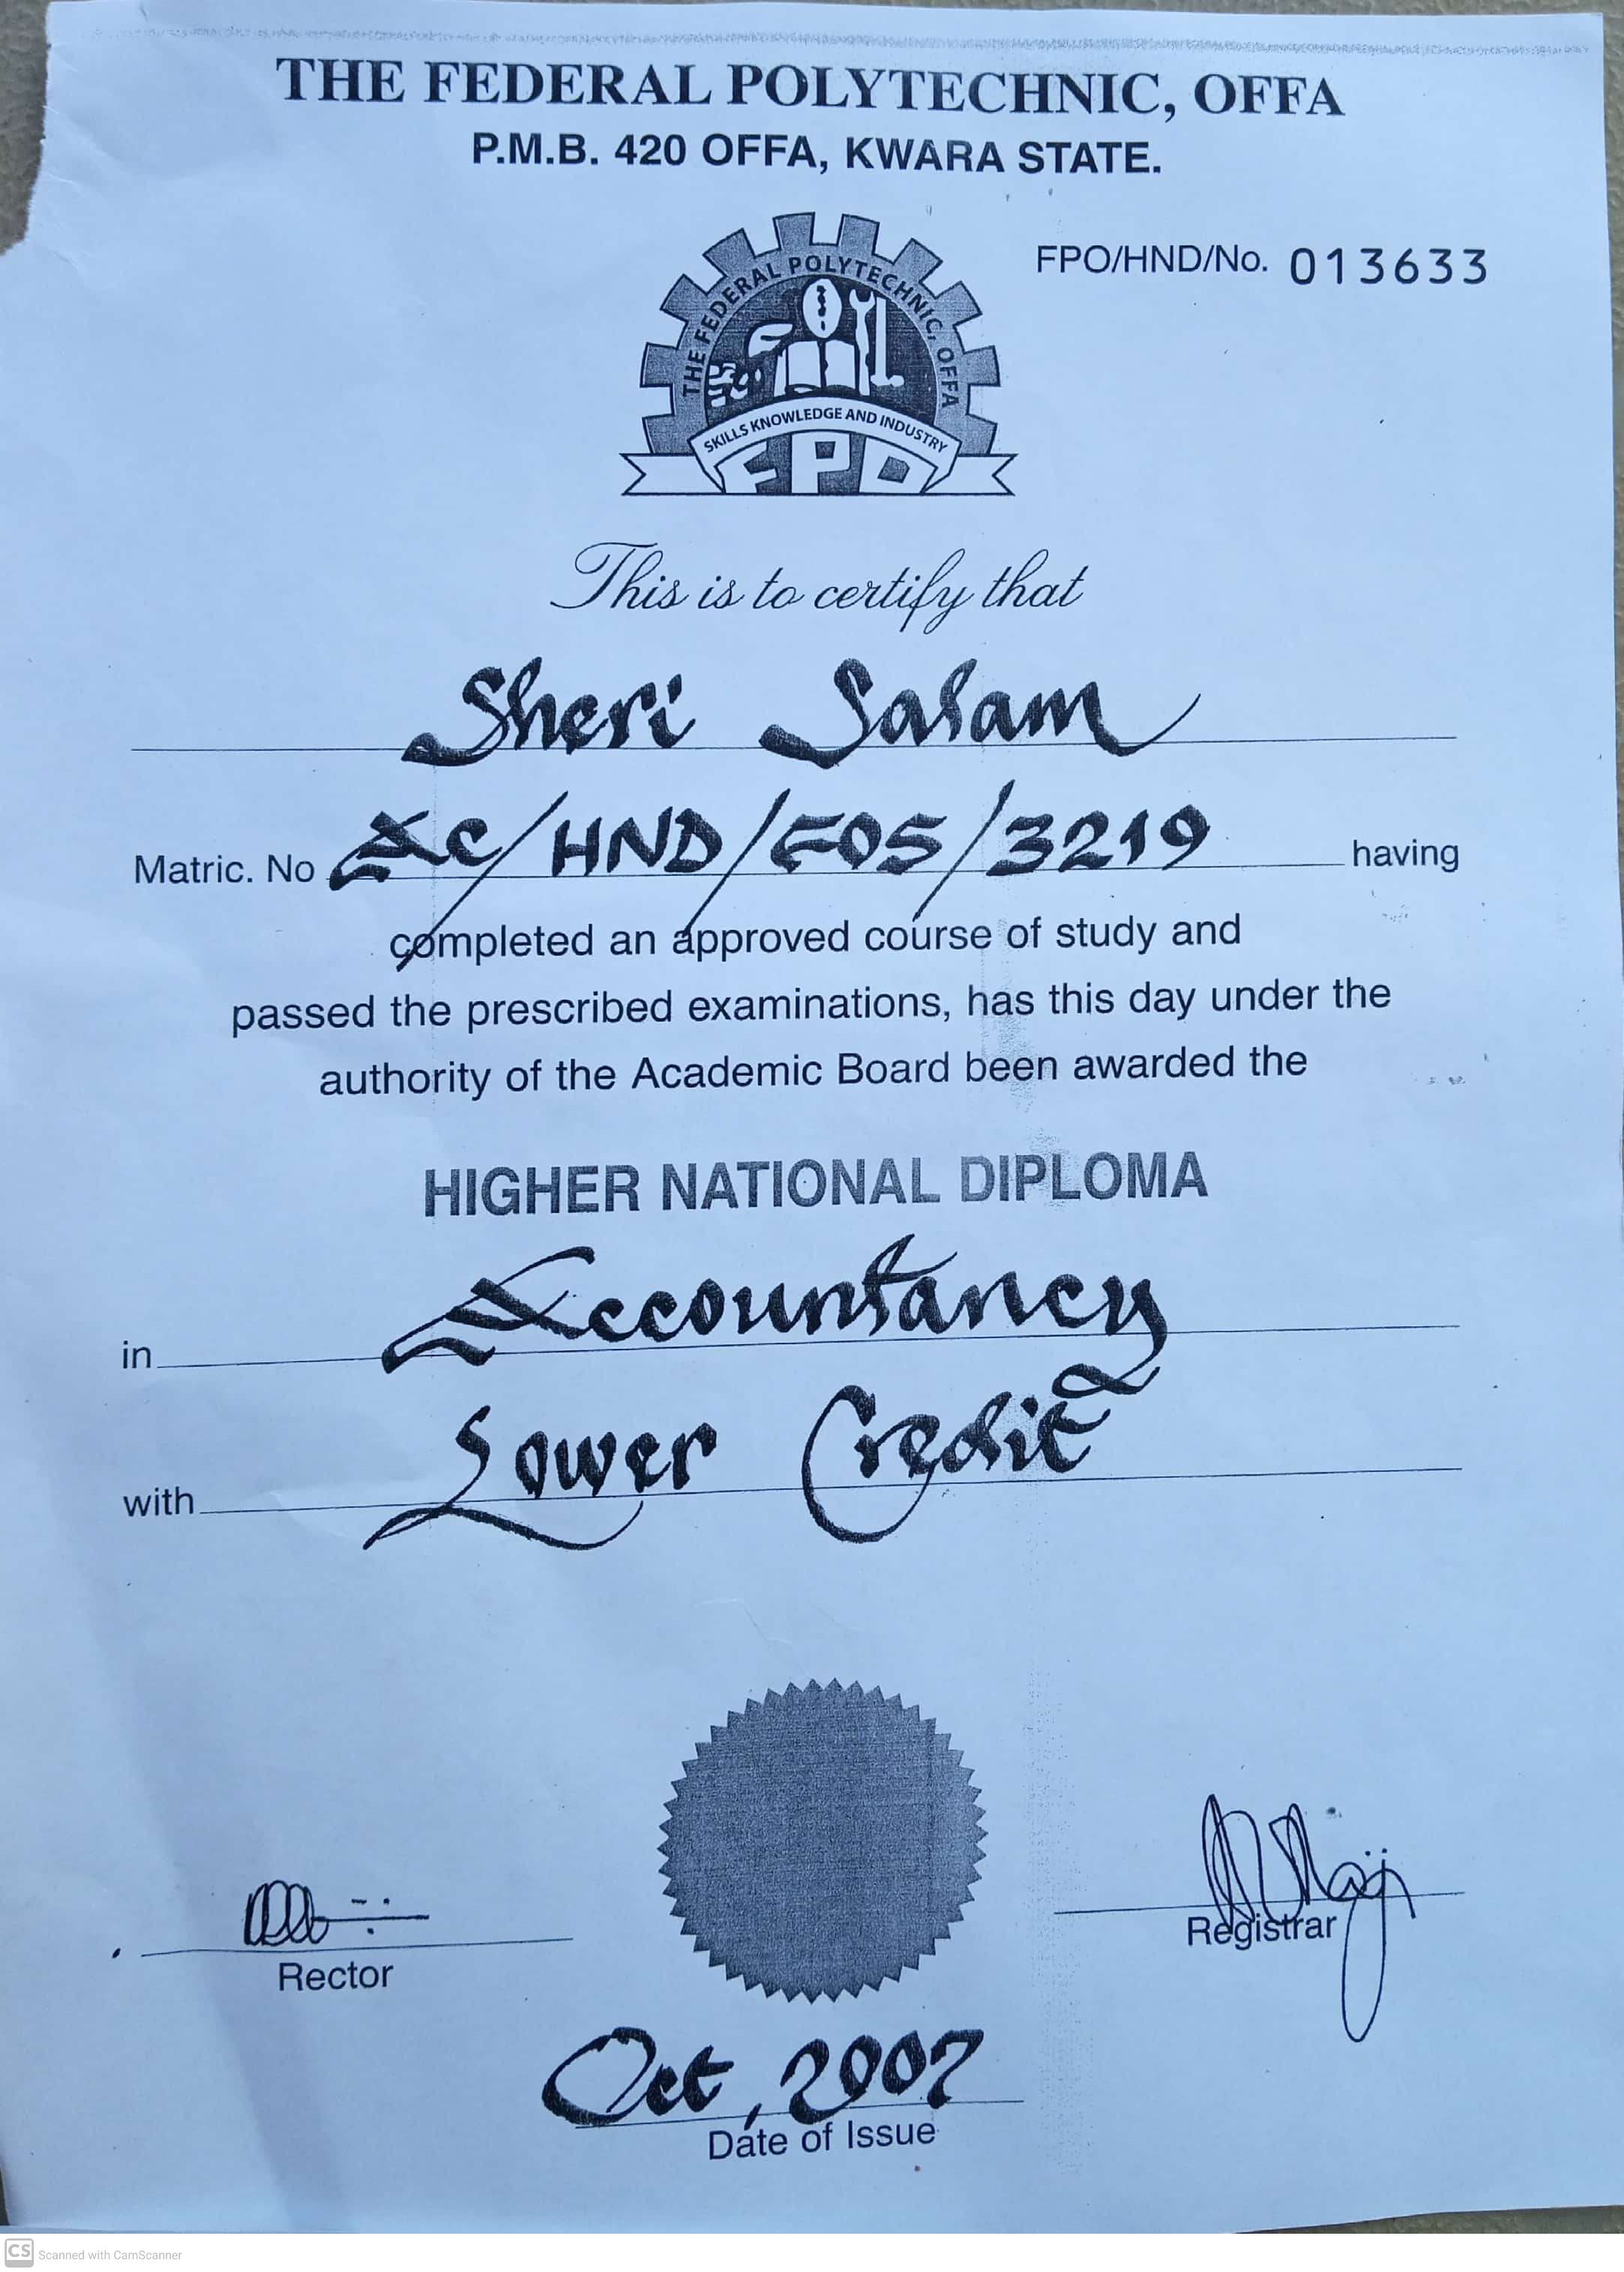 THE FEDERAL POLYTECHNIC, OFFA
P.M.B. 420 OFFA, KWARA STATE.
FPO/HND/No. 013633
THE FEDERAL POLYTECHNIC, OFFA
SKILLS KNOWLEDGE AND INDUSTRY
FPO
This is to certify that
Sheri Salam
Matric. No AC/HND/F05/3219 having
completed an approved course of study and
passed the prescribed examinations, has this day under the
authority of the Academic Board been awarded the
HIGHER NATIONAL DIPLOMA
in Accountancy
with Lower Credit
Rector
Registrar
Oct, 2007
Date of Issue
CS Scanned with CamScanner